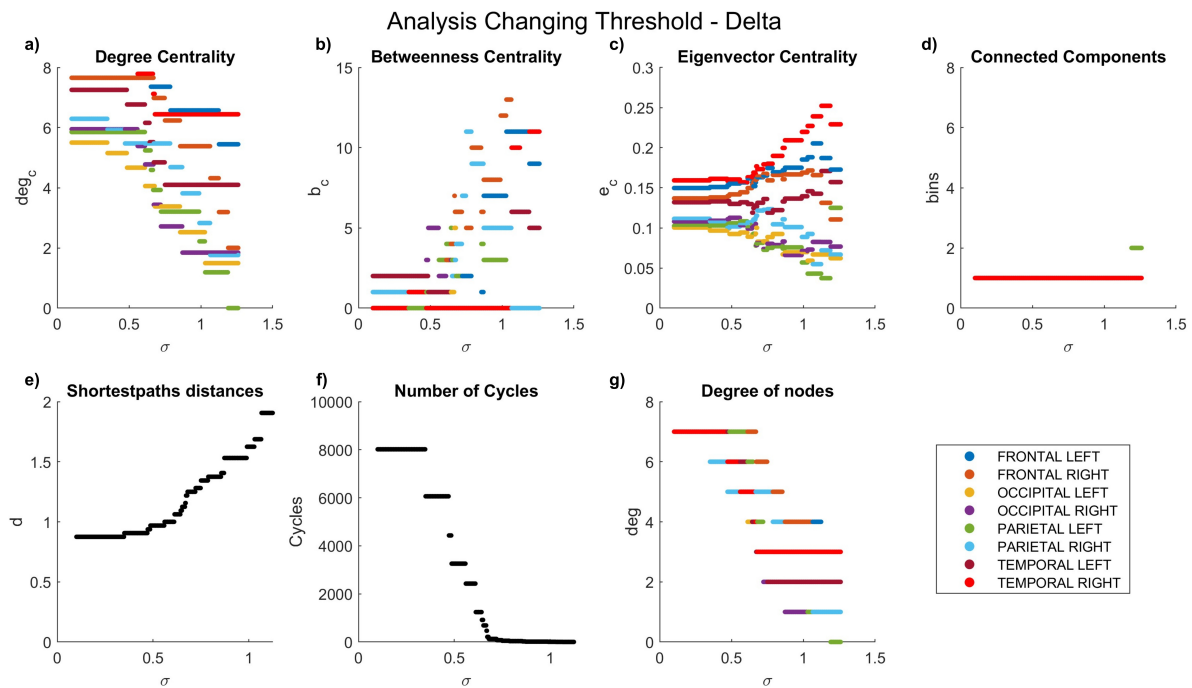 Analysis Changing Threshold - Delta
a)
Degree Centrality
8
6
4
2
0
deg_c
0 0.5 1 1.5
σ
b)
Betweenness Centrality
15
10
5
0
b_c
0 0.5 1 1.5
σ
c)
Eigenvector Centrality
0.3
0.25
0.2
0.15
0.1
0.05
0
e_c
0 0.5 1 1.5
σ
d)
Connected Components
8
6
4
2
0
bins
0 0.5 1 1.5
σ
e)
Shortestpaths distances
2
1.5
1
0.5
0
d
0 0.5 1
σ
f)
Number of Cycles
10000
8000
6000
4000
2000
0
Cycles
0 0.5 1
σ
g)
Degree of nodes
8
6
4
2
0
deg
0 0.5 1 1.5
σ
FRONTAL LEFT
FRONTAL RIGHT
OCCIPITAL LEFT
OCCIPITAL RIGHT
PARIETAL LEFT
PARIETAL RIGHT
TEMPORAL LEFT
TEMPORAL RIGHT